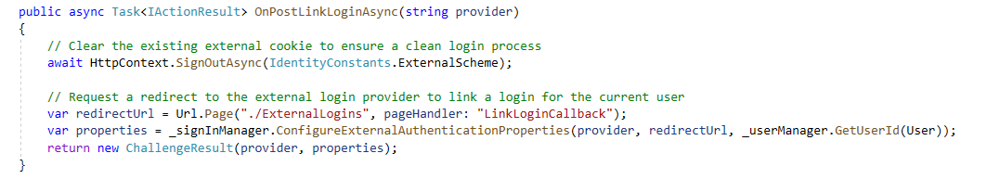 public async Task<IActionResult> OnPostLinkLoginAsync(string provider)
{
// Clear the existing external cookie to ensure a clean login process
await HttpContext.SignOutAsync(IdentityConstants.ExternalScheme);
// Request a redirect to the external login provider to link a login for the current user
var redirectUrl = Url.Page("./ExternalLogins", pageHandler: "LinkLoginCallback");
var properties = _signInManager.ConfigureExternalAuthenticationProperties(provider, redirectUrl, _userManager.GetUserId(User));
return new ChallengeResult(provider, properties);
}